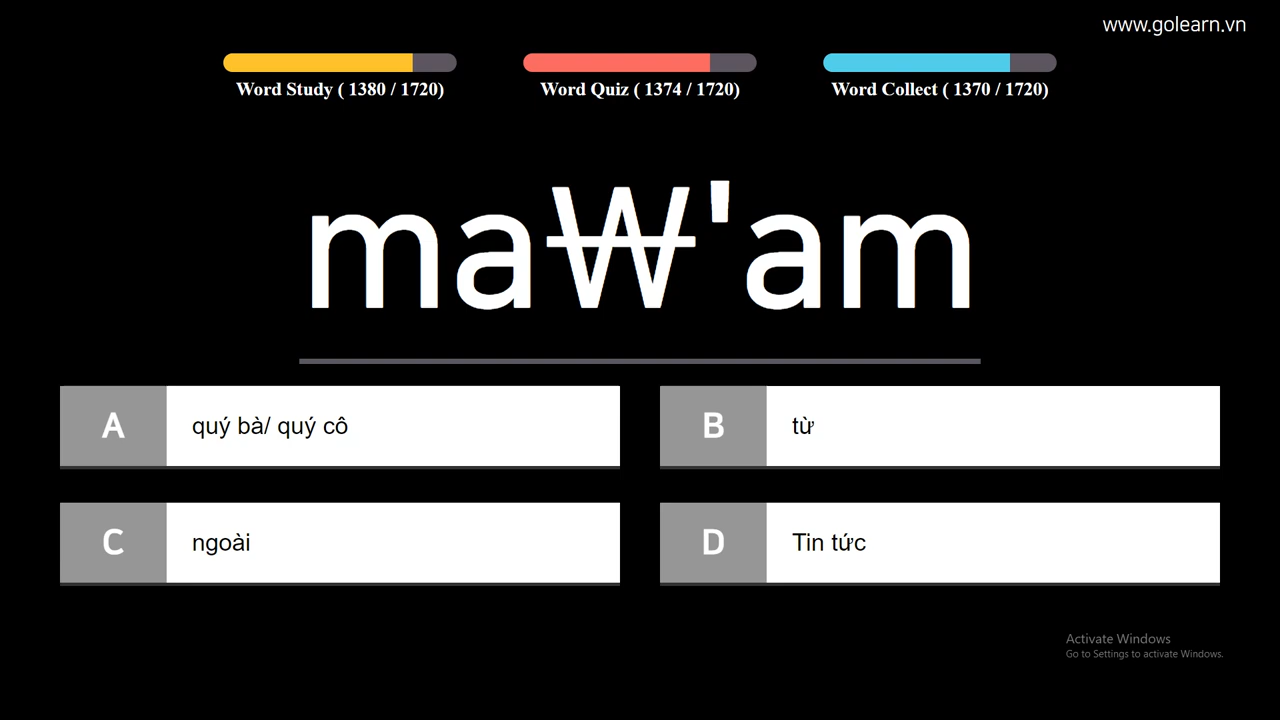 www.golearn.vn
Word Study ( 1380 / 1720)
Word Quiz ( 1374 / 1720)
Word Collect ( 1370 / 1720)
ma₩'am
A quý bà/ quý cô
B từ
C ngoài
D Tin tức
Activate Windows
Go to Settings to activate Windows.